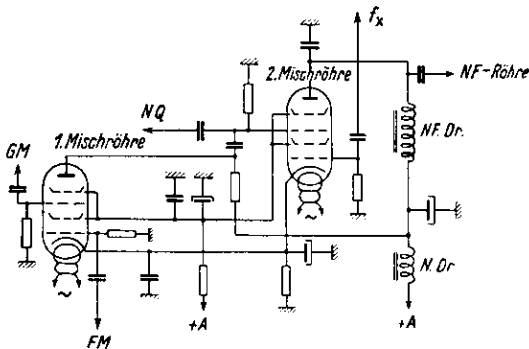 fx
2. Mischröhre
NF-Röhre
NQ
1. Mischröhre
GM
NF. Dr.
~
~
N. Dr
+A
+A
FM